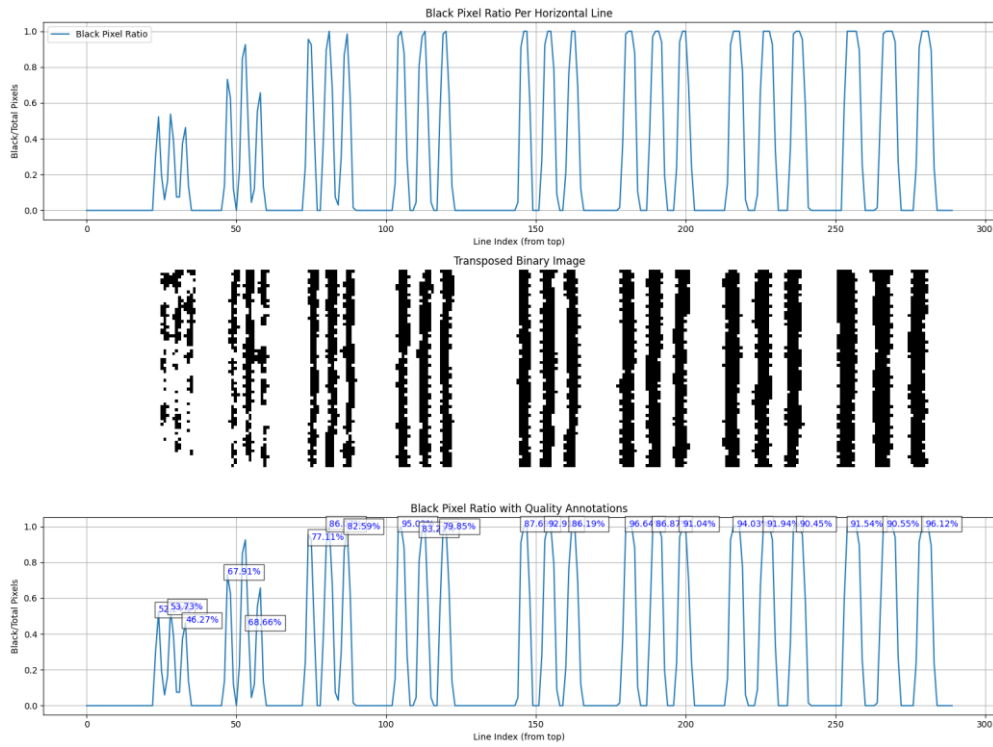 Black Pixel Ratio Per Horizontal Line
Black Pixel Ratio
1.0
0.8
0.6
0.4
0.2
0.0
Black/Total Pixels
0 50 100 150 200 250 300
Line Index (from top)
Transposed Binary Image
Black Pixel Ratio with Quality Annotations
1.0
0.8
0.6
0.4
0.2
0.0
Black/Total Pixels
53.73%
46.27%
67.91%
68.66%
77.11%
82.59%
79.85%
86.19%
91.04%
91.94%
90.45%
91.54%
90.55%
96.12%
0 50 100 150 200 250 300
Line Index (from top)